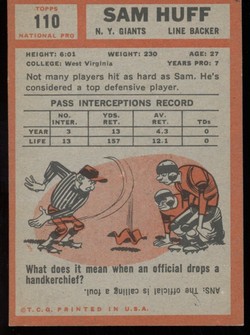 TOPPS
110
NATIONAL PRO
SAM HUFF
N. Y. GIANTS LINE BACKER
HEIGHT: 6:01 WEIGHT: 230 AGE: 27
COLLEGE: West Virginia YEARS PRO: 7
Not many players hit as hard as Sam. He's
considered a top defensive player.
PASS INTERCEPTIONS RECORD
NO. YDS. RET. AV. RET. TDs
YEAR 3 13 4.3 0
LIFE 13 157 12.1 0
What does it mean when an official drops a
handkerchief?
ANS: The official is calling a foul.
©T.C.G. PRINTED IN U.S.A.